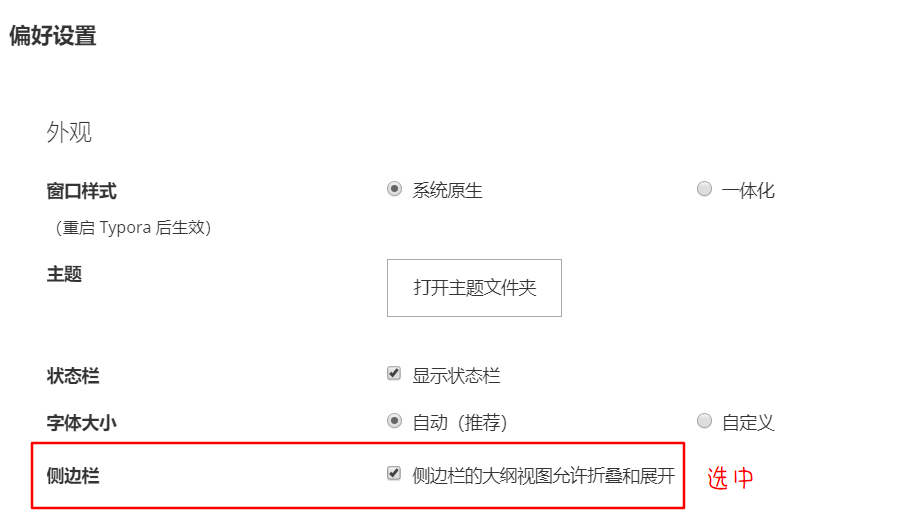 偏好设置
外观
窗口样式 系统原生 一体化
（重启 Typora 后生效）
主题 打开主题文件夹
状态栏 显示状态栏
字体大小 自动（推荐） 自定义
侧边栏 侧边栏的大纲视图允许折叠和展开 选中